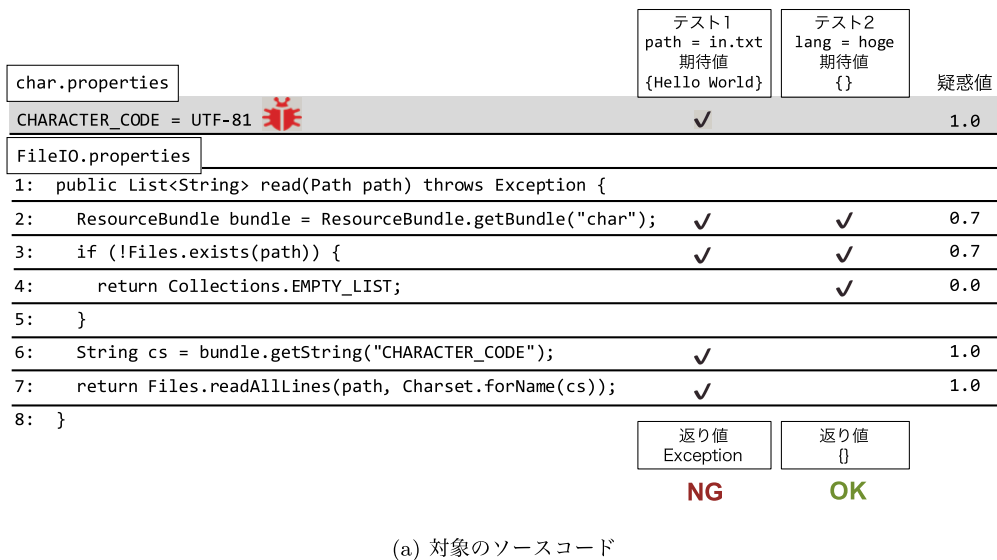 テスト1
path = in.txt
期待値
{Hello World}
テスト2
lang = hoge
期待値
{}
疑惑値
char.properties
CHARACTER_CODE = UTF-81 ✔ 1.0
FileIO.properties
1: public List<String> read(Path path) throws Exception {
2: ResourceBundle bundle = ResourceBundle.getBundle("char"); ✔ ✔ 0.7
3: if (!Files.exists(path)) { ✔ ✔ 0.7
4: return Collections.EMPTY_LIST; ✔ 0.0
5: }
6: String cs = bundle.getString("CHARACTER_CODE"); ✔ 1.0
7: return Files.readAllLines(path, Charset.forName(cs)); ✔ 1.0
8: }
返り値
Exception
NG
返り値
{}
OK
(a) 対象のソースコード